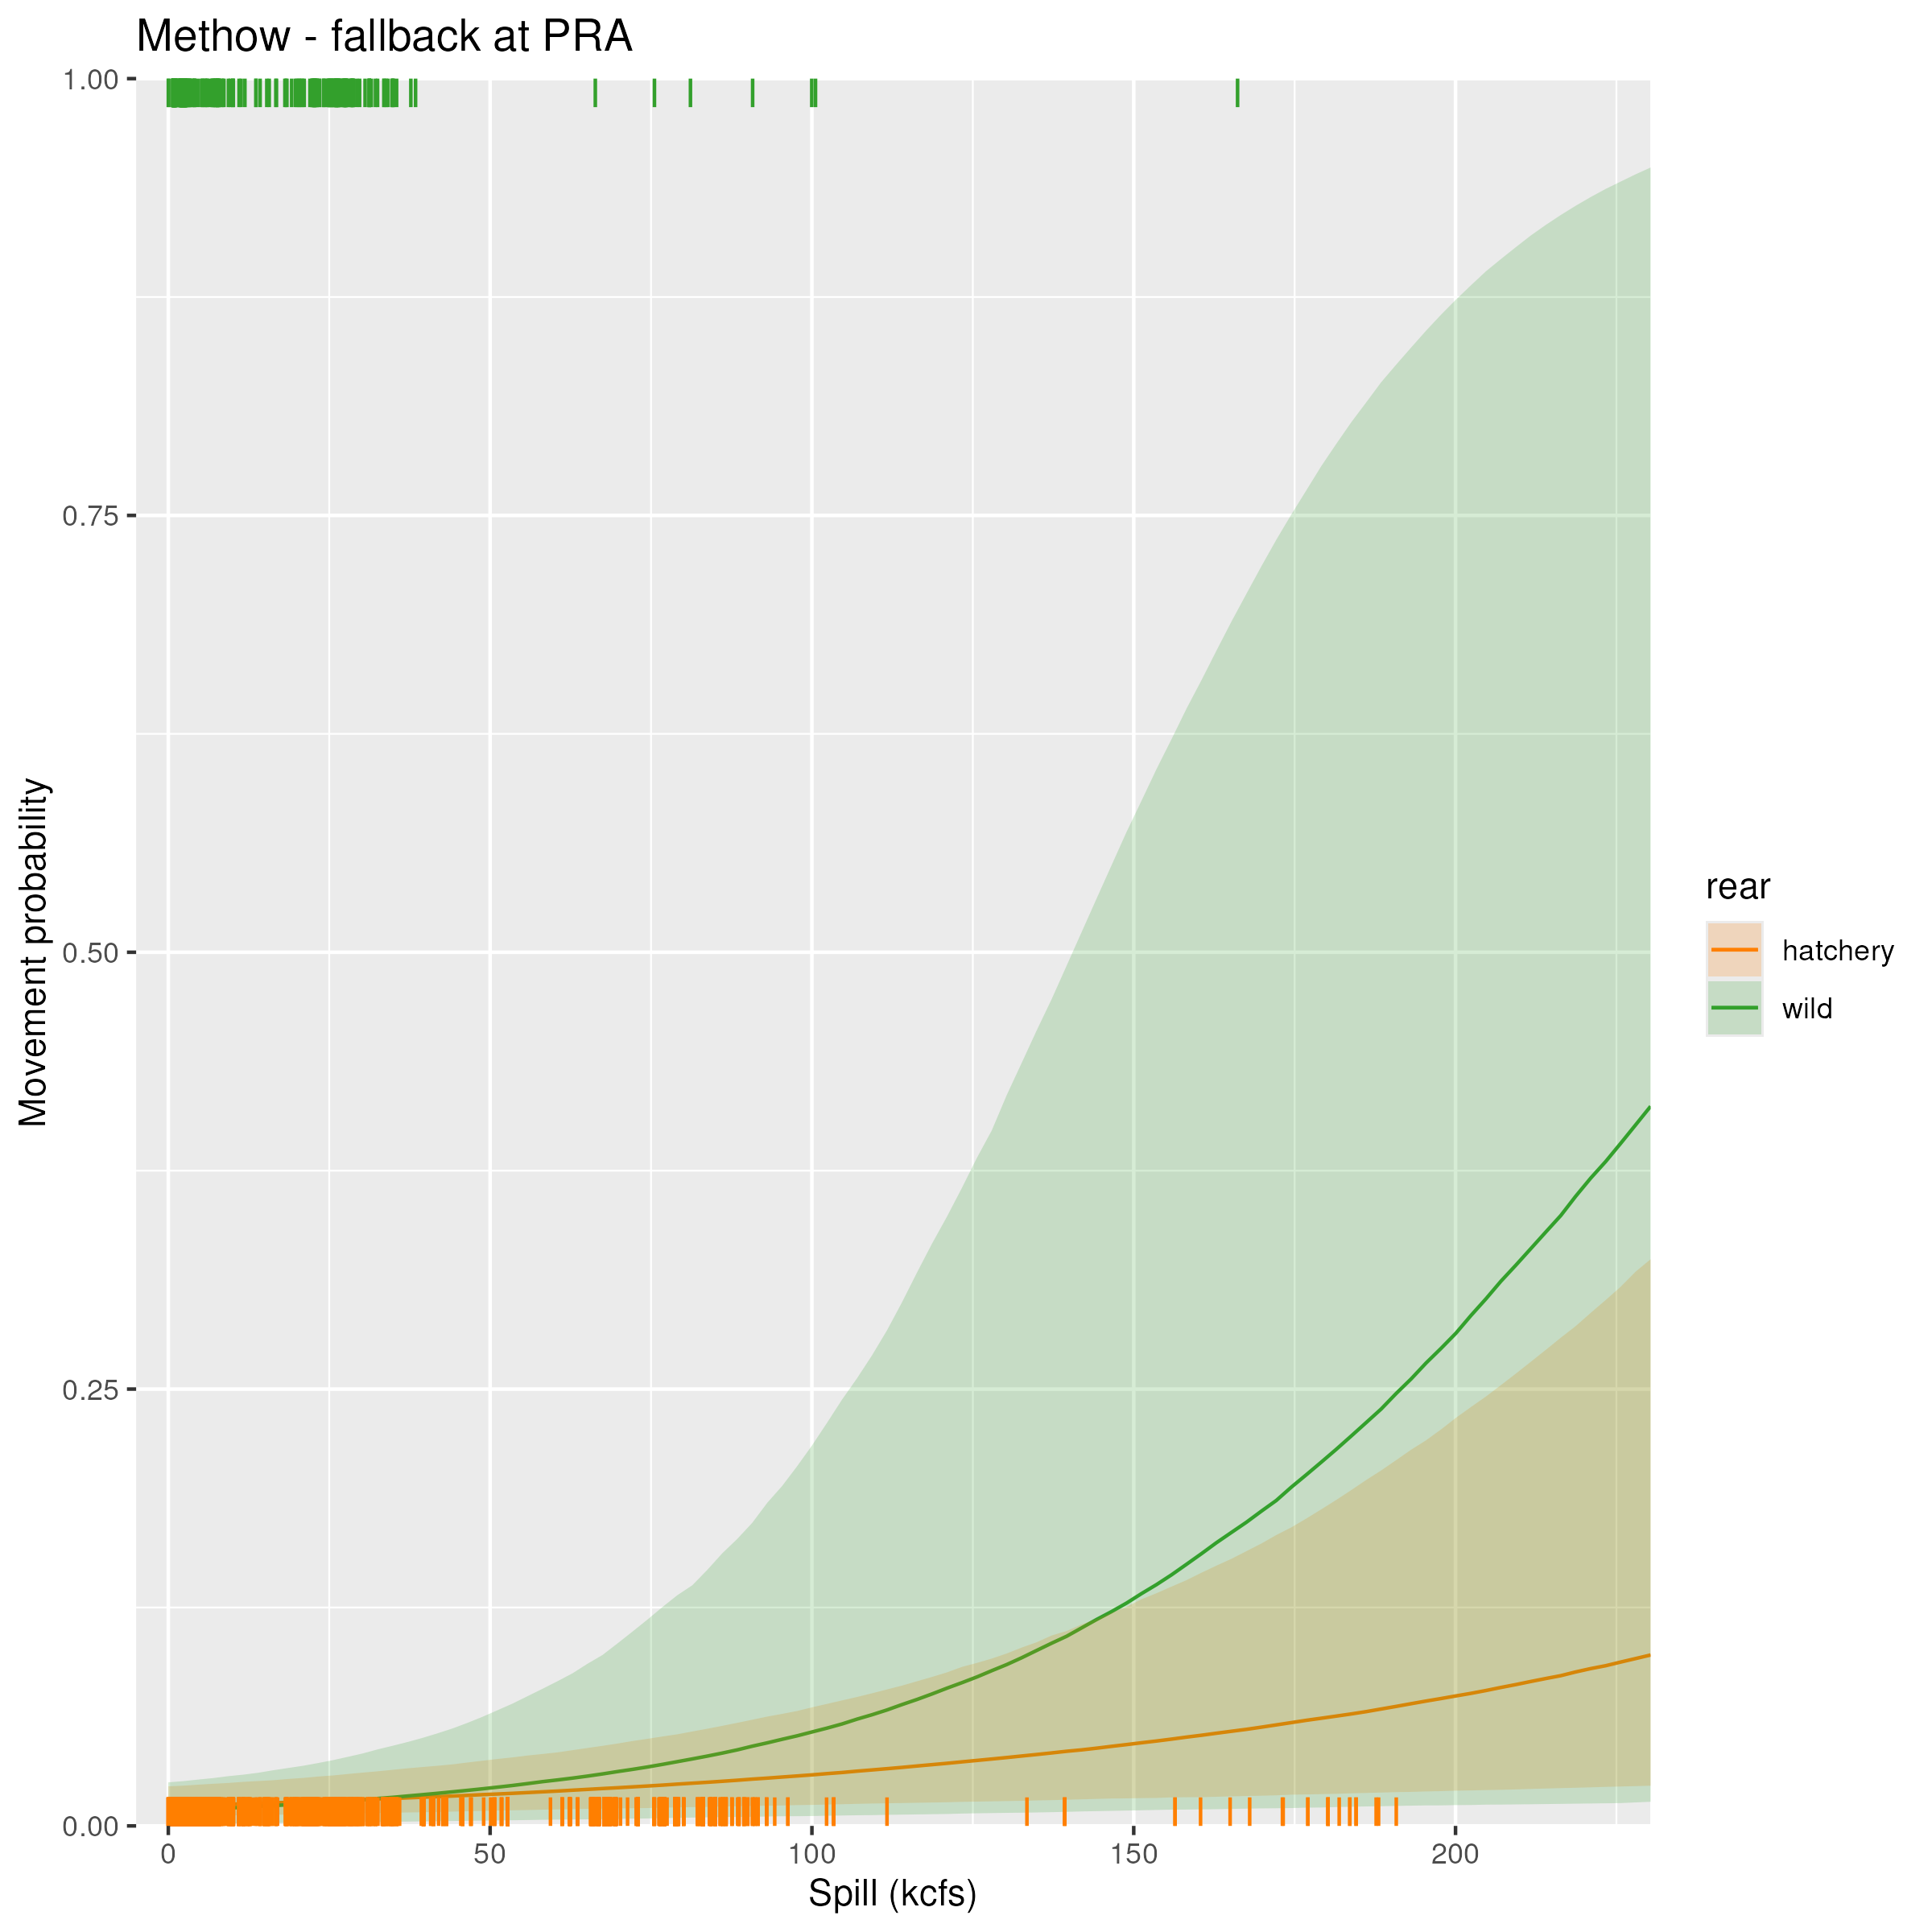 Methow - fallback at PRA
1.00
0.75
0.50
0.25
0.00
Movement probability
0
50
100
150
200
Spill (kcfs)
rear
hatchery
wild